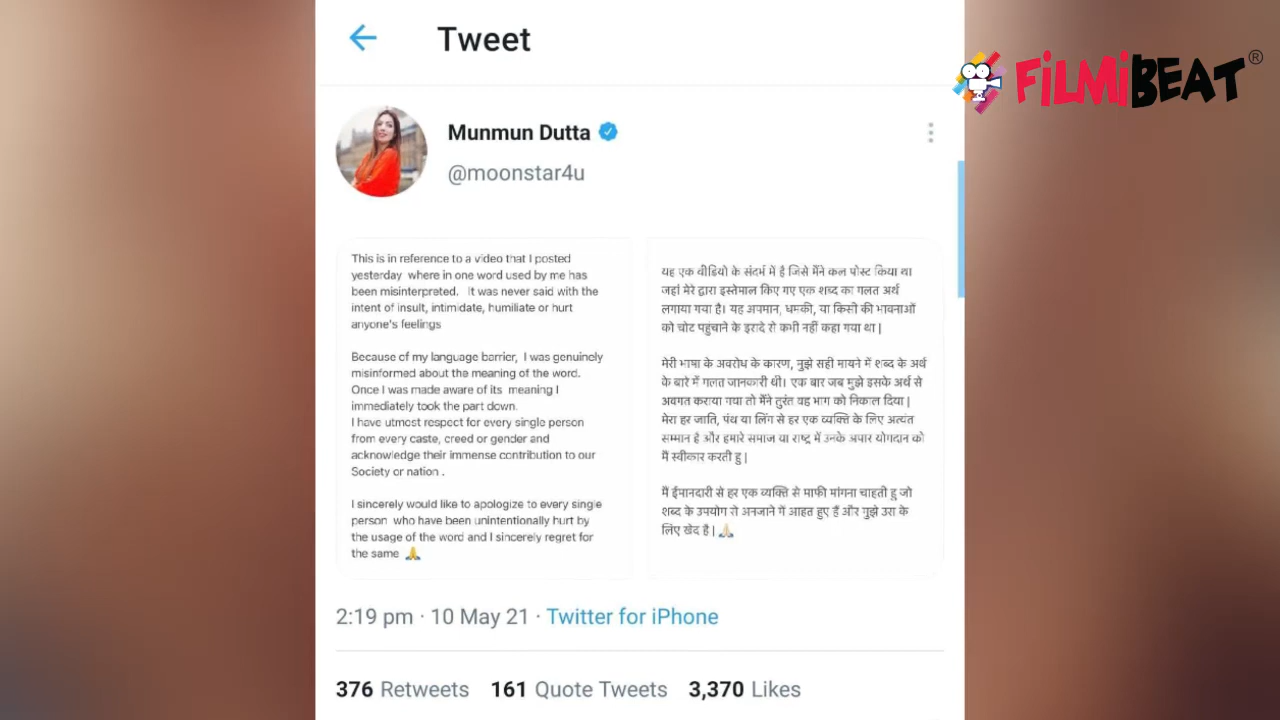 Tweet
FiLMiBEAT®
Munmun Dutta
@moonstar4u
This is in reference to a video that I posted
yesterday where in one word used by me has
been misinterpreted. It was never said with the
intent of insult, intimidate, humiliate or hurt
anyone's feelings
Because of my language barrier, I was genuinely
misinformed about the meaning of the word.
Once I was made aware of its meaning I
immediately took the part down.
I have utmost respect for every single person
from every caste, creed or gender and
acknowledge their immense contribution to our
Society or nation .
I sincerely would like to apologize to every single
person who have been unintentionally hurt by
the usage of the word and I sincerely regret for
the same 🙏
यह एक वीडियो के संदर्भ में है जिसे मैंने कल पोस्ट किया था
जहां मेरे द्वारा इस्तेमाल किए गए एक शब्द का गलत अर्थ
लगाया गया है। यह अपमान, धमकी, या किसी की भावनाओं
को चोट पहुंचाने के इरादे से कभी नहीं कहा गया था |
मेरी भाषा के अवरोध के कारण, मुझे सही मायने में शब्द के अर्थ
के बारे में गलत जानकारी थी। एक बार जब मुझे इसके अर्थ से
अवगत कराया गया तो मैंने तुरंत वह भाग को निकाल दिया |
मेरा हर जाति, पंथ या लिंग से हर एक व्यक्ति के लिए अत्यंत
सम्मान है और हमारे समाज या राष्ट्र में उनके अपार योगदान को
मैं स्वीकार करती हु |
मैं ईमानदारी से हर एक व्यक्ति से माफी मांगना चाहती हु जो
शब्द के उपयोग से अनजाने में आहत हुए हैं और मुझे उस के
लिए खेद है | 🙏
2:19 pm · 10 May 21 · Twitter for iPhone
376 Retweets 161 Quote Tweets 3,370 Likes